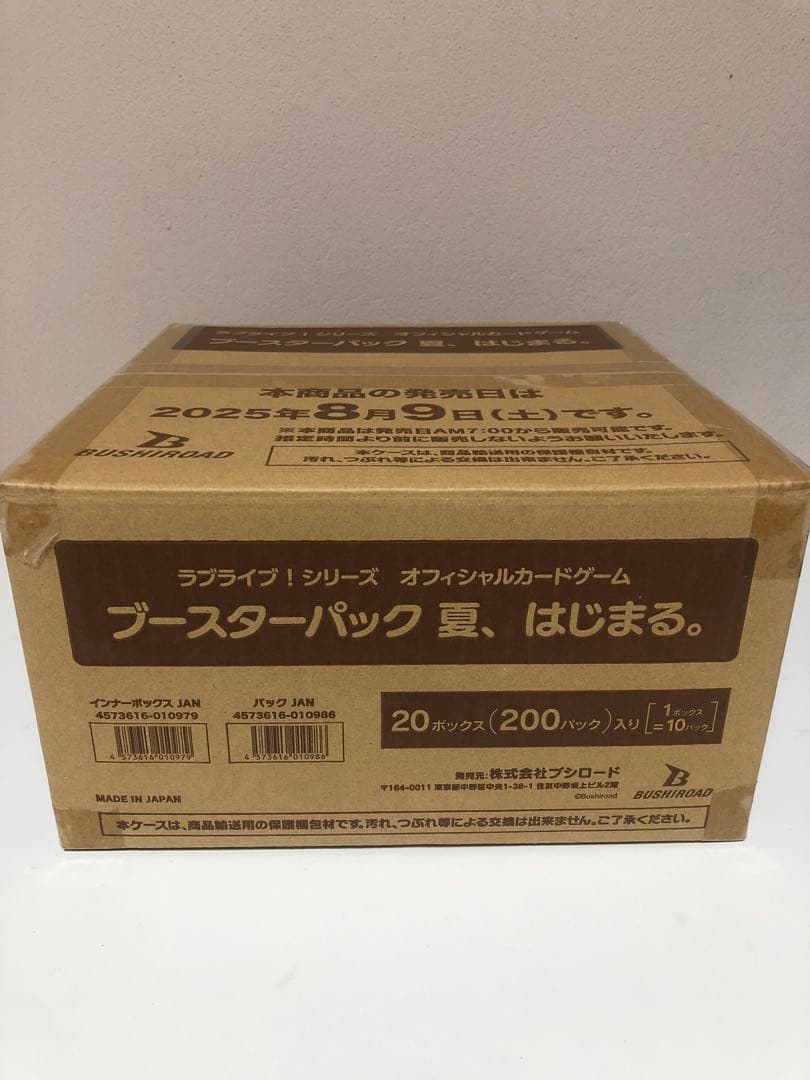 ラブライブ！シリーズ オフィシャルカードゲーム
ブースターパック 夏、はじまる。
本商品の発売日は
2025年8月9日(土)です。
※本商品は発売日AM7:00から販売可能です。
指定時間より前に販売しないようお願いいたします。
BUSHIROAD
本ケースは、商品輸送用の保護梱包材です。
汚れ、つぶれ等による交換は出来ません。ご了承ください。
ラブライブ！シリーズ オフィシャルカードゲーム
ブースターパック 夏、はじまる。
インナーボックス JAN
4573616-010979
4 573616 010979
パック JAN
4573616-010986
4 573616 010986
20ボックス(200パック)入り[1ボックス=10パック]
発売元:株式会社ブシロード
〒164-0011 東京都中野区中央1-38-1 住友中野坂上ビル2階
©Bushiroad
BUSHIROAD
MADE IN JAPAN
本ケースは、商品輸送用の保護梱包材です。汚れ、つぶれ等による交換は出来ません。ご了承ください。